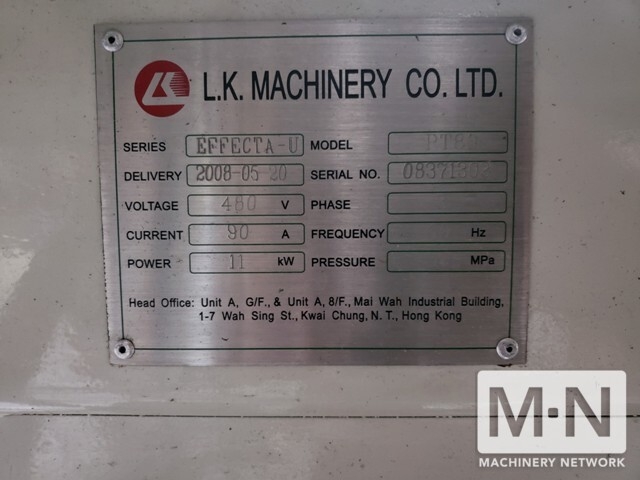 L.K. MACHINERY CO. LTD.
SERIES EFFECTA-U MODEL PT80
DELIVERY 2008-05-20 SERIAL NO.
VOLTAGE 480 V PHASE
CURRENT 90 A FREQUENCY Hz
POWER 11 kW PRESSURE MPa
Head Office: Unit A, G/F., & Unit A, 8/F., Mai Wah Industrial Building,
1-7 Wah Sing St., Kwai Chung, N. T., Hong Kong
M·N
MACHINERY NETWORK